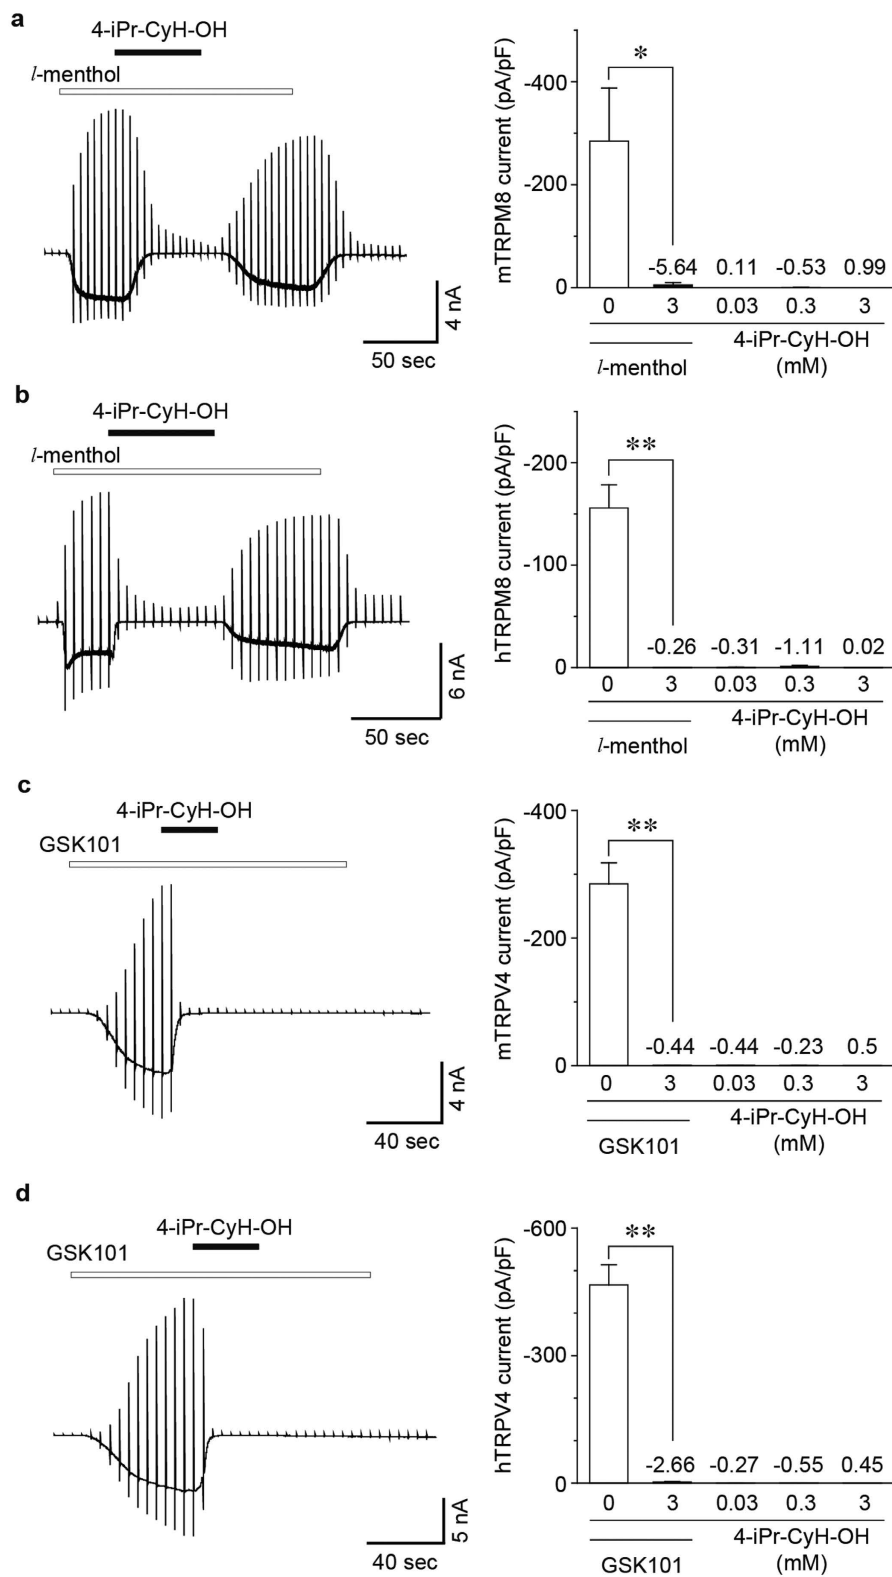 a
4-iPr-CyH-OH
l-menthol
4 nA
50 sec
mTRPM8 current (pA/pF)
-400
-200
0
*
-5.64 0.11 -0.53 0.99
0 3 0.03 0.3 3
4-iPr-CyH-OH
l-menthol (mM)
b
4-iPr-CyH-OH
l-menthol
6 nA
50 sec
hTRPM8 current (pA/pF)
-200
-100
0
**
-0.26 -0.31 -1.11 0.02
0 3 0.03 0.3 3
4-iPr-CyH-OH
l-menthol (mM)
c
4-iPr-CyH-OH
GSK101
4 nA
40 sec
mTRPV4 current (pA/pF)
-400
-200
0
**
-0.44 -0.44 -0.23 0.5
0 3 0.03 0.3 3
4-iPr-CyH-OH
GSK101 (mM)
d
4-iPr-CyH-OH
GSK101
5 nA
40 sec
hTRPV4 current (pA/pF)
-600
-300
0
**
-2.66 -0.27 -0.55 0.45
0 3 0.03 0.3 3
4-iPr-CyH-OH
GSK101 (mM)